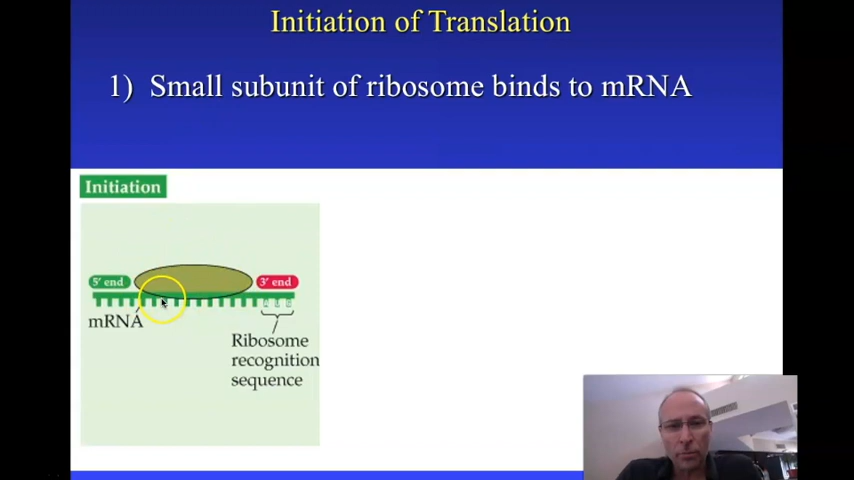 Initiation of Translation
1) Small subunit of ribosome binds to mRNA
Initiation
5' end
3' end
mRNA
Ribosome
recognition
sequence